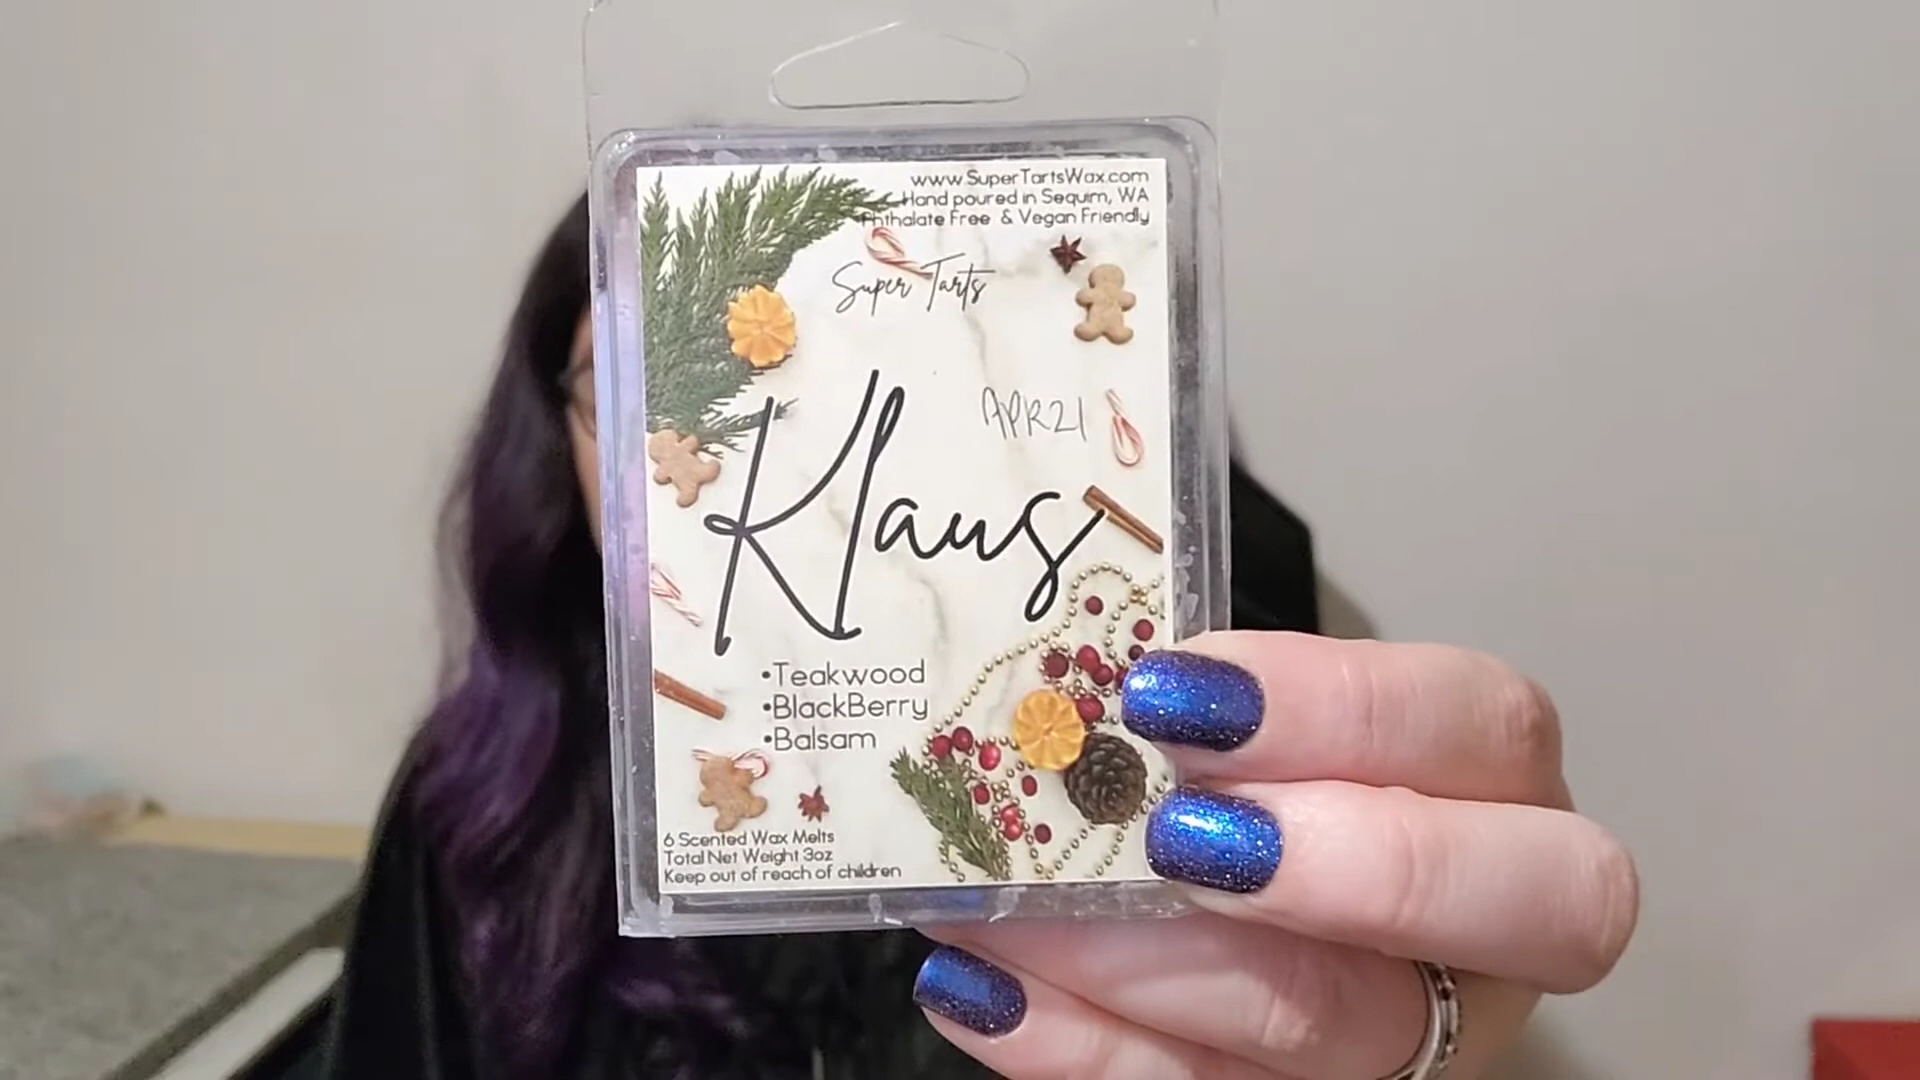 www.SuperTartsWax.com
Hand poured in Sequim, WA
Phthalate Free & Vegan Friendly
Super Tarts
APR21
Klaus
•Teakwood
•BlackBerry
•Balsam
6 Scented Wax Melts
Total Net Weight 3oz
Keep out of reach of children